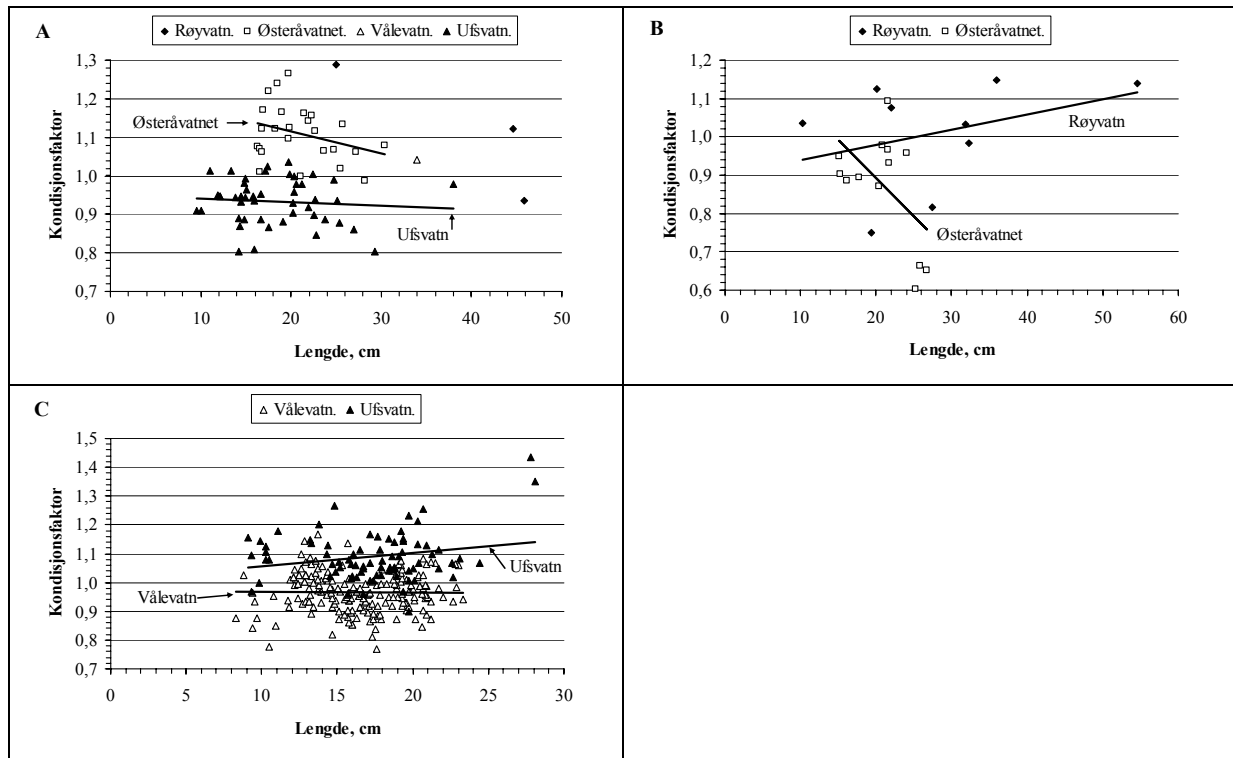 A
◆ Røyvatn. □ Østeråvatnet. △ Vålevatn. ▲ Ufsvatn.
Kondisjonsfaktor
1,3
1,2
1,1
1,0
0,9
0,8
0,7
Østeråvatnet
Ufsvatn
0 10 20 30 40 50
Lengde, cm
B
◆ Røyvatn. □ Østeråvatnet.
Kondisjonsfaktor
1,2
1,1
1,0
0,9
0,8
0,7
0,6
Røyvatn
Østeråvatnet
0 10 20 30 40 50 60
Lengde, cm
C
△ Vålevatn. ▲ Ufsvatn.
Kondisjonsfaktor
1,5
1,4
1,3
1,2
1,1
1,0
0,9
0,8
0,7
Ufsvatn
Vålevatn
0 5 10 15 20 25 30
Lengde, cm